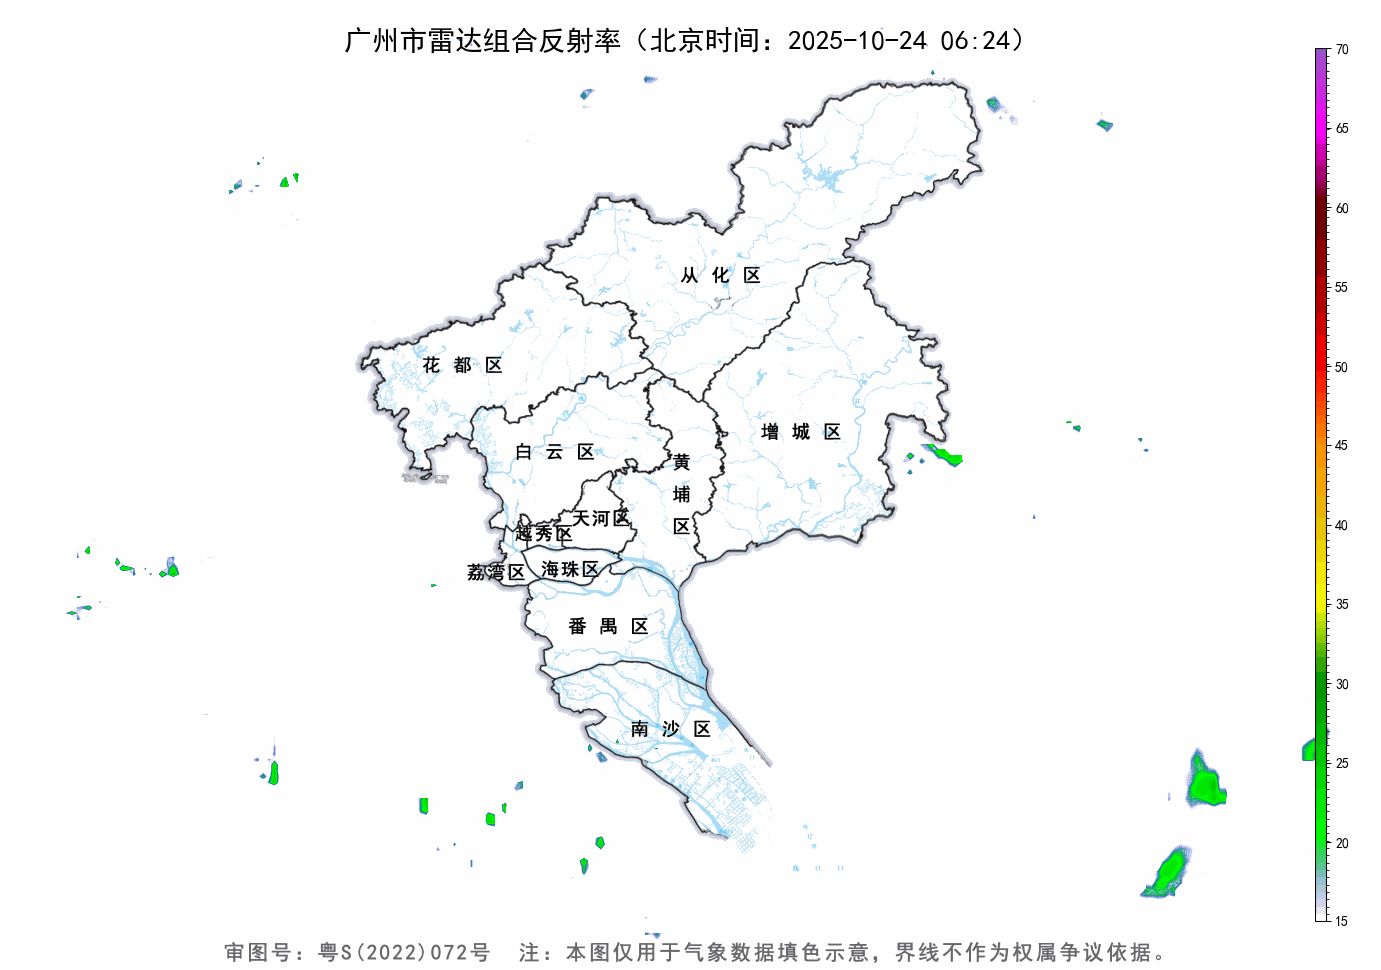 广州市雷达组合反射率（北京时间：2025-10-24 06:24）
70
65
60
55
50
45
40
35
30
25
20
15
从化区
花都区
增城区
白云区
黄埔区
天河区
越秀区
荔湾区
海珠区
番禺区
南沙区
审图号：粤S(2022)072号 注：本图仅用于气象数据填色示意，界线不作为权属争议依据。